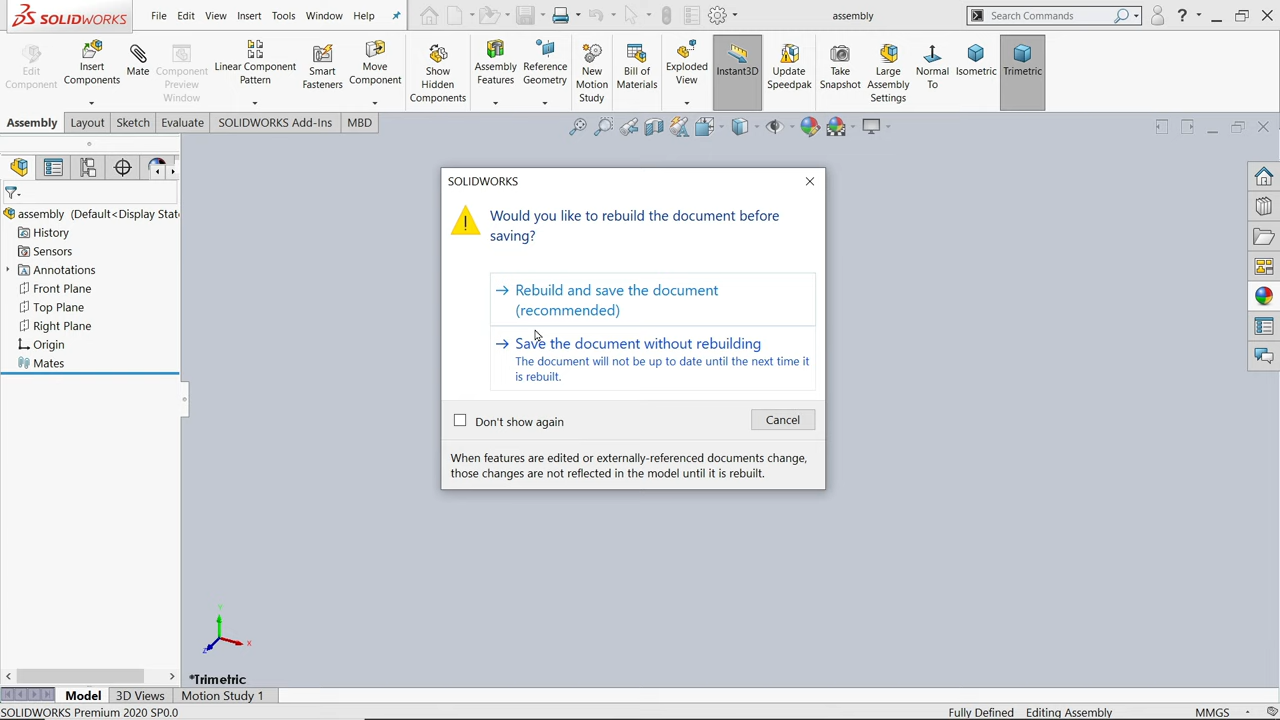 SOLIDWORKS File Edit View Insert Tools Window Help assembly Search Commands ?
Edit Component
Insert Components
Mate
Component Preview Window
Linear Component Pattern
Smart Fasteners
Move Component
Show Hidden Components
Assembly Features
Reference Geometry
New Motion Study
Bill of Materials
Exploded View
Instant3D
Update Speedpak
Take Snapshot
Large Assembly Settings
Normal To
Isometric
Trimetric
Assembly Layout Sketch Evaluate SOLIDWORKS Add-Ins MBD
assembly (Default<Display Stat
History
Sensors
Annotations
Front Plane
Top Plane
Right Plane
Origin
Mates
SOLIDWORKS
Would you like to rebuild the document before
saving?
Rebuild and save the document
(recommended)
Save the document without rebuilding
The document will not be up to date until the next time it
is rebuilt.
Don't show again Cancel
When features are edited or externally-referenced documents change,
those changes are not reflected in the model until it is rebuilt.
Y
X
Z
*Trimetric
Model 3D Views Motion Study 1
SOLIDWORKS Premium 2020 SP0.0 Fully Defined Editing Assembly MMGS